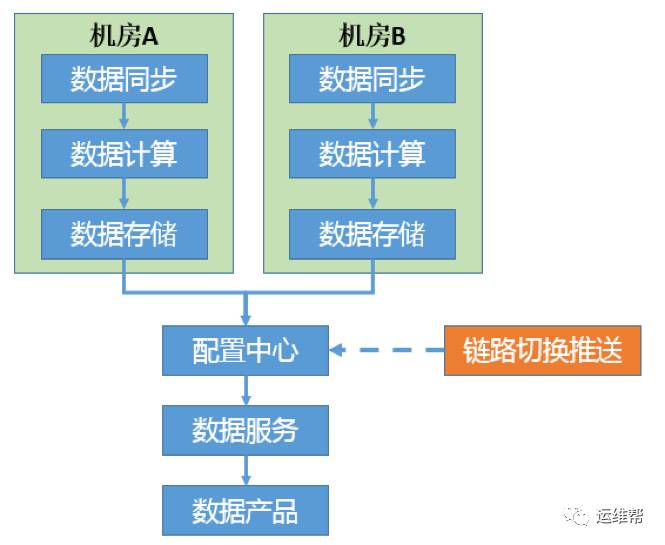 机房A
数据同步
数据计算
数据存储
机房B
数据同步
数据计算
数据存储
配置中心
链路切换推送
数据服务
数据产品
运维帮